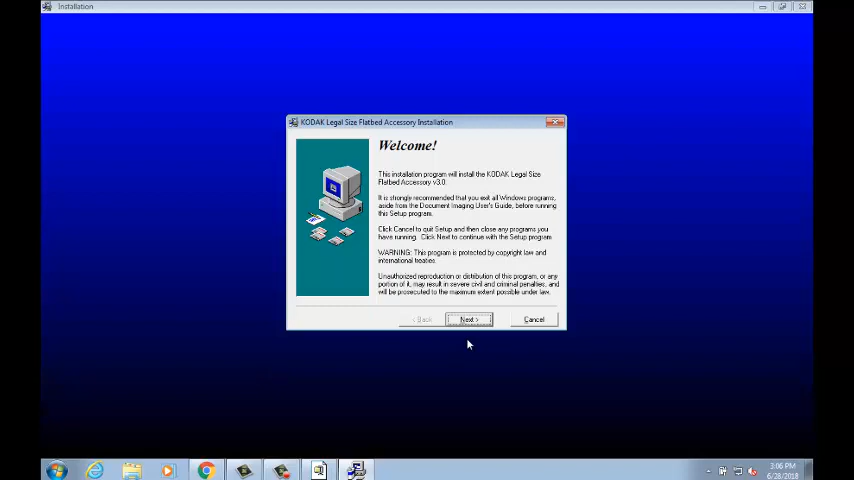 Installation
KODAK Legal Size Flatbed Accessory Installation
Welcome!
This installation program will install the KODAK Legal Size
Flatbed Accessory v3.0.
It is strongly recommended that you exit all Windows programs,
aside from the Document Imaging User's Guide, before running
this Setup program.
Click Cancel to quit Setup and then close any programs you
have running. Click Next to continue with the Setup program
WARNING: This program is protected by copyright law and
international treaties.
Unauthorized reproduction or distribution of this program, or any
portion of it, may result in severe civil and criminal penalties, and
will be prosecuted to the maximum extent possible under law.
< Back
Next >
Cancel
3:06 PM
6/28/2018